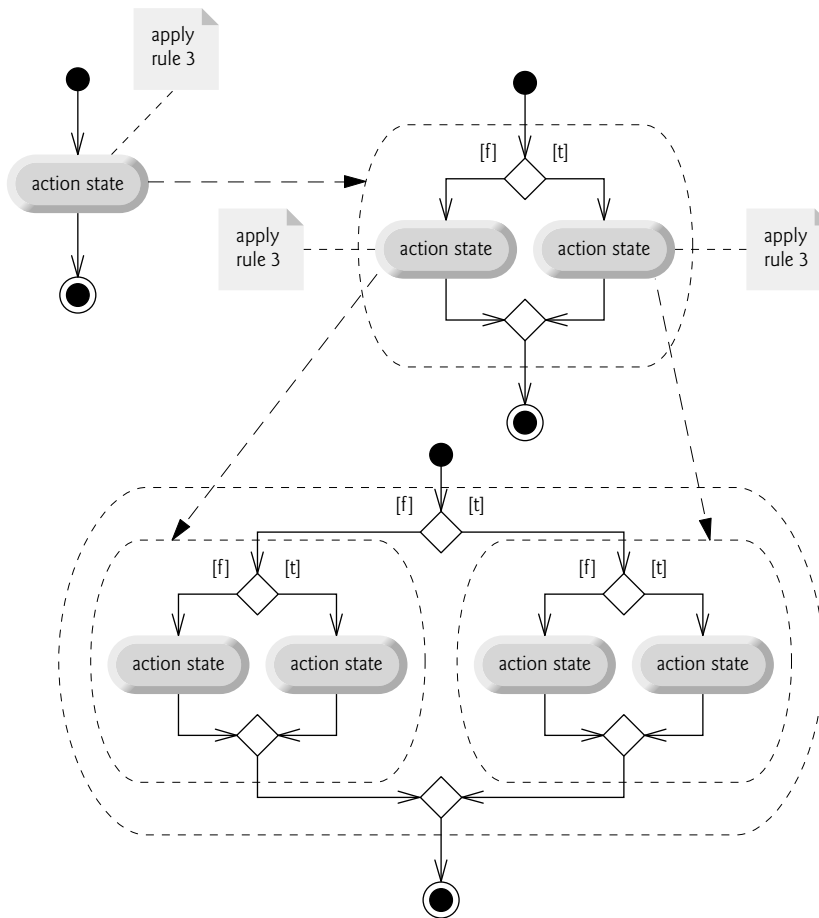 apply
rule 3
action state
[f]
[t]
apply
rule 3
action state
action state
apply
rule 3
[f]
[t]
[f]
[t]
[f]
[t]
action state
action state
action state
action state